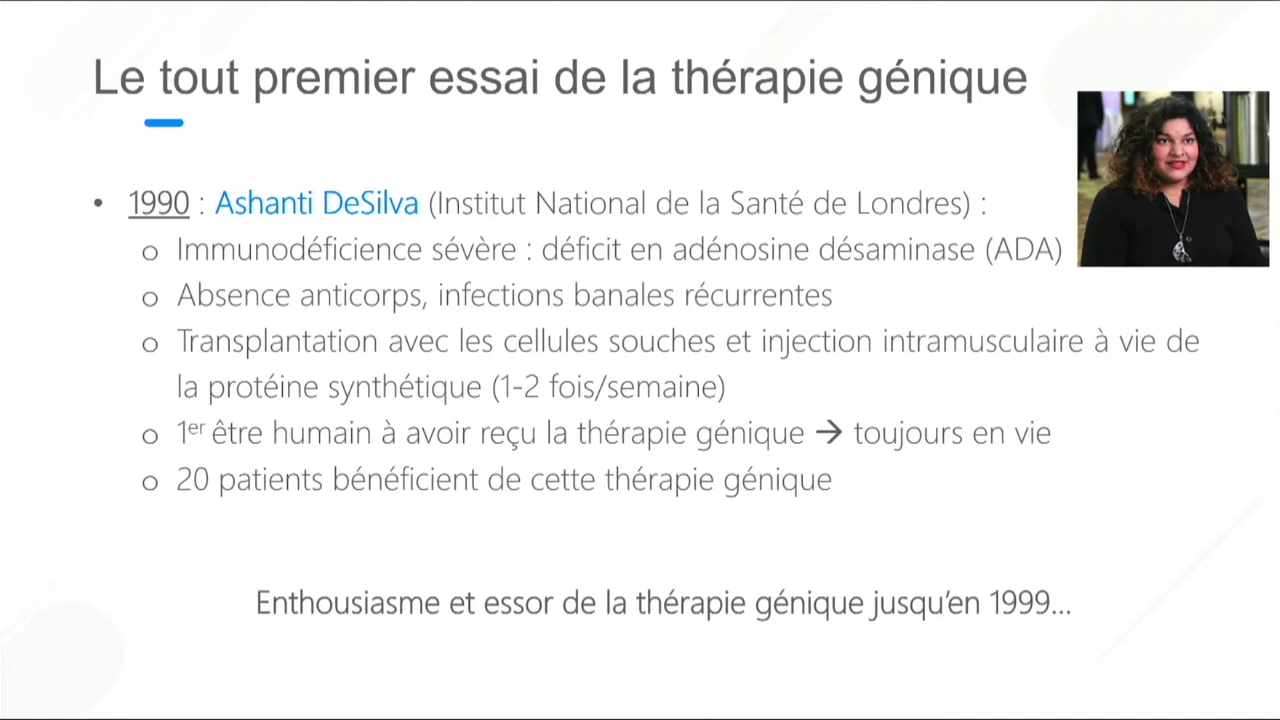 Le tout premier essai de la thérapie génique
• 1990 : Ashanti DeSilva (Institut National de la Santé de Londres) :
o Immunodéficience sévère : déficit en adénosine désaminase (ADA)
o Absence anticorps, infections banales récurrentes
o Transplantation avec les cellules souches et injection intramusculaire à vie de
la protéine synthétique (1-2 fois/semaine)
o 1er être humain à avoir reçu la thérapie génique → toujours en vie
o 20 patients bénéficient de cette thérapie génique
Enthousiasme et essor de la thérapie génique jusqu’en 1999…